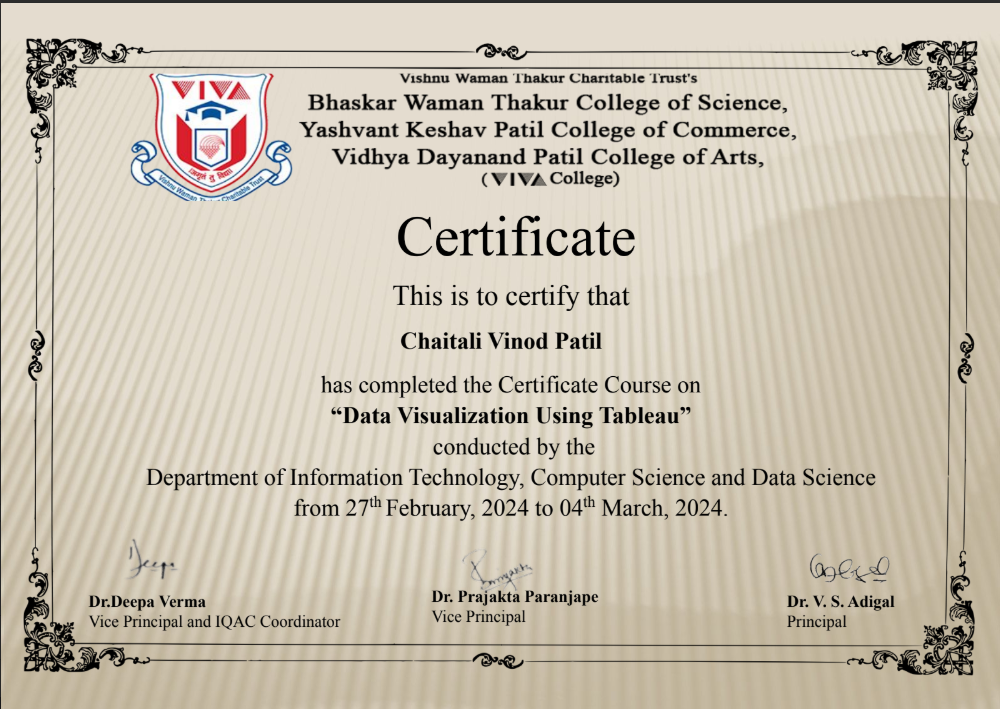 VIVA
अमृतं तु विद्या
Vishnu Waman Thakur Charitable Trust
Vishnu Waman Thakur Charitable Trust's
Bhaskar Waman Thakur College of Science,
Yashvant Keshav Patil College of Commerce,
Vidhya Dayanand Patil College of Arts,
(VIVA College)
Certificate
This is to certify that
Chaitali Vinod Patil
has completed the Certificate Course on
“Data Visualization Using Tableau”
conducted by the
Department of Information Technology, Computer Science and Data Science
from 27th February, 2024 to 04th March, 2024.
Deepa
Dr.Deepa Verma
Vice Principal and IQAC Coordinator
Dr. Prajakta Paranjape
Vice Principal
Dr. V. S. Adigal
Principal